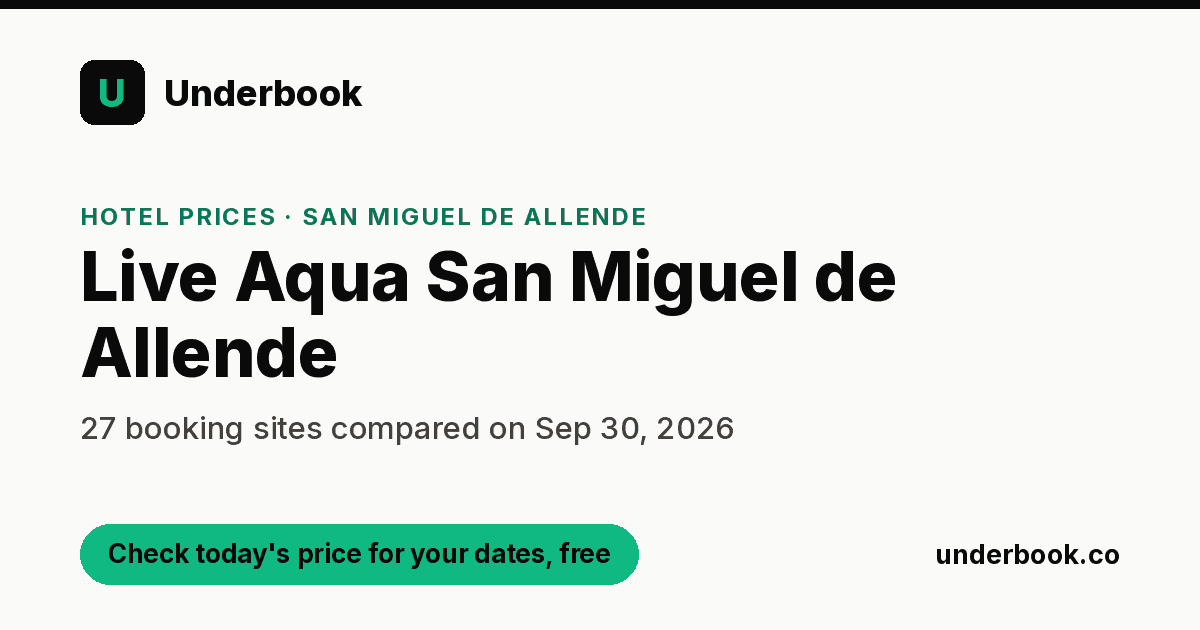 U Underbook
HOTEL PRICES · SAN MIGUEL DE ALLENDE
Live Aqua San Miguel de
Allende
27 booking sites compared on Sep 30, 2026
Check today's price for your dates, free
underbook.co